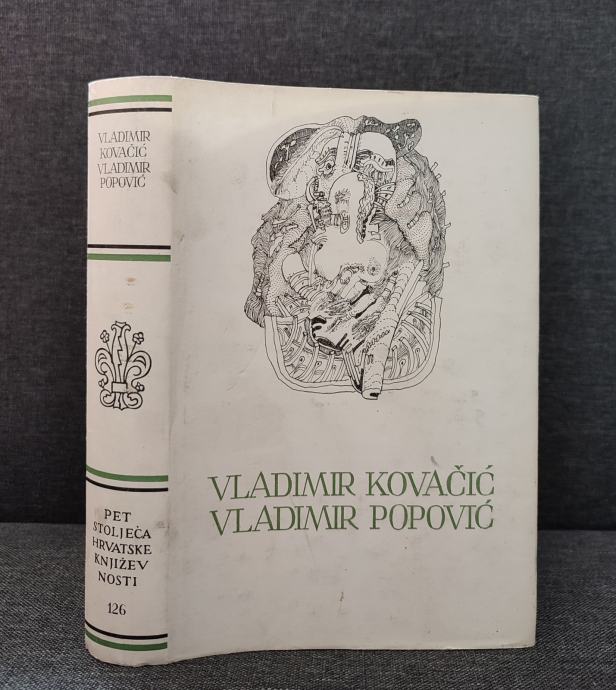 VLADIMIR
KOVAČIĆ
VLADIMIR
POPOVIĆ
PET
STOLJEĆA
HRVATSKE
KNJIŽEV
NOSTI
126
VLADIMIR KOVAČIĆ
VLADIMIR POPOVIĆ